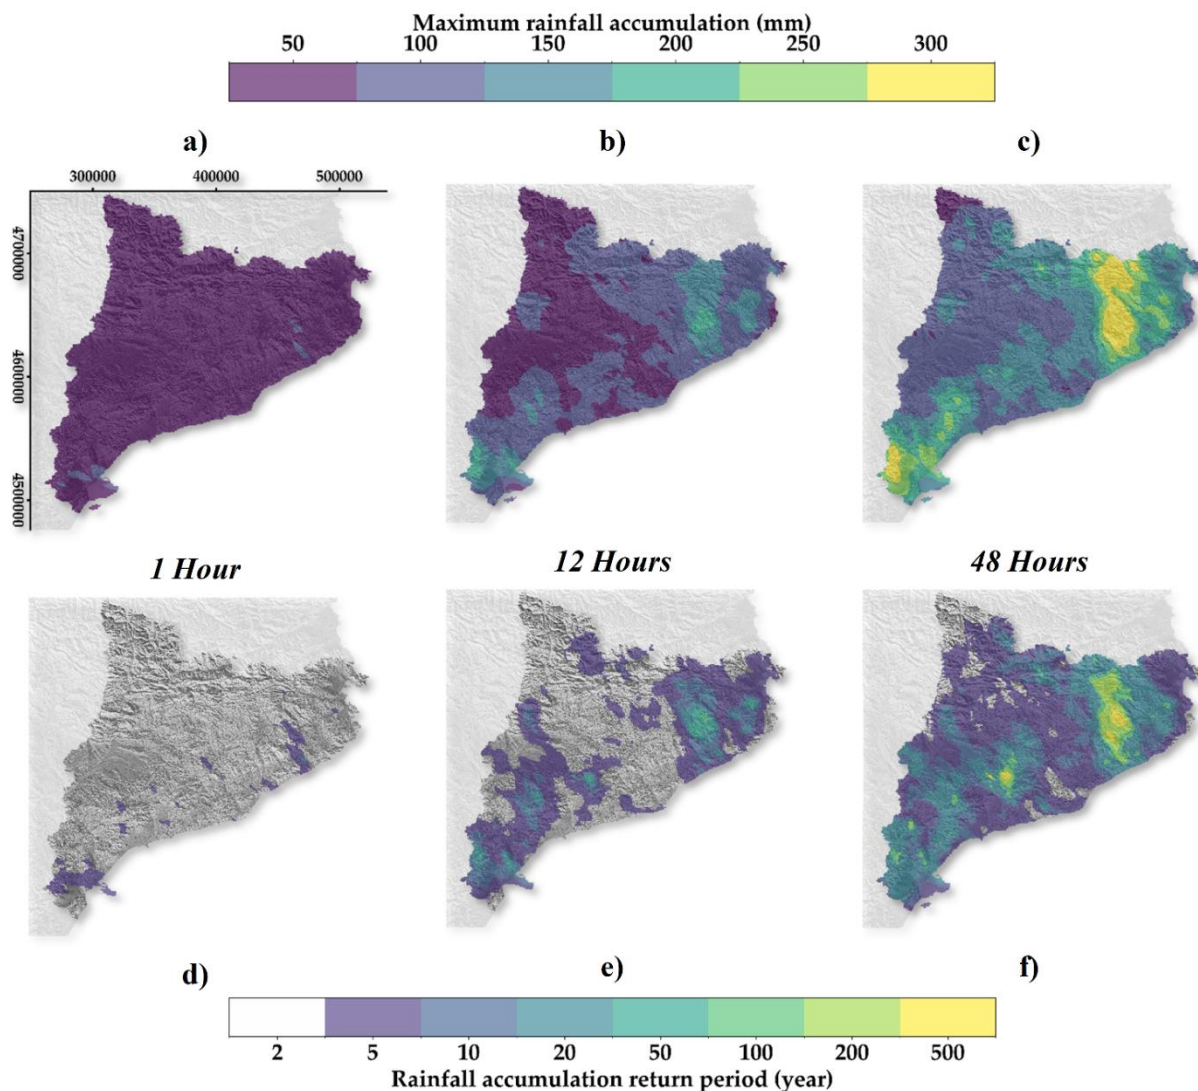 Maximum rainfall accumulation (mm)
50 100 150 200 250 300
a) b) c)
300000 400000 500000
4700000
4600000
4500000
1 Hour 12 Hours 48 Hours
d) e) f)
2 5 10 20 50 100 200 500
Rainfall accumulation return period (year)